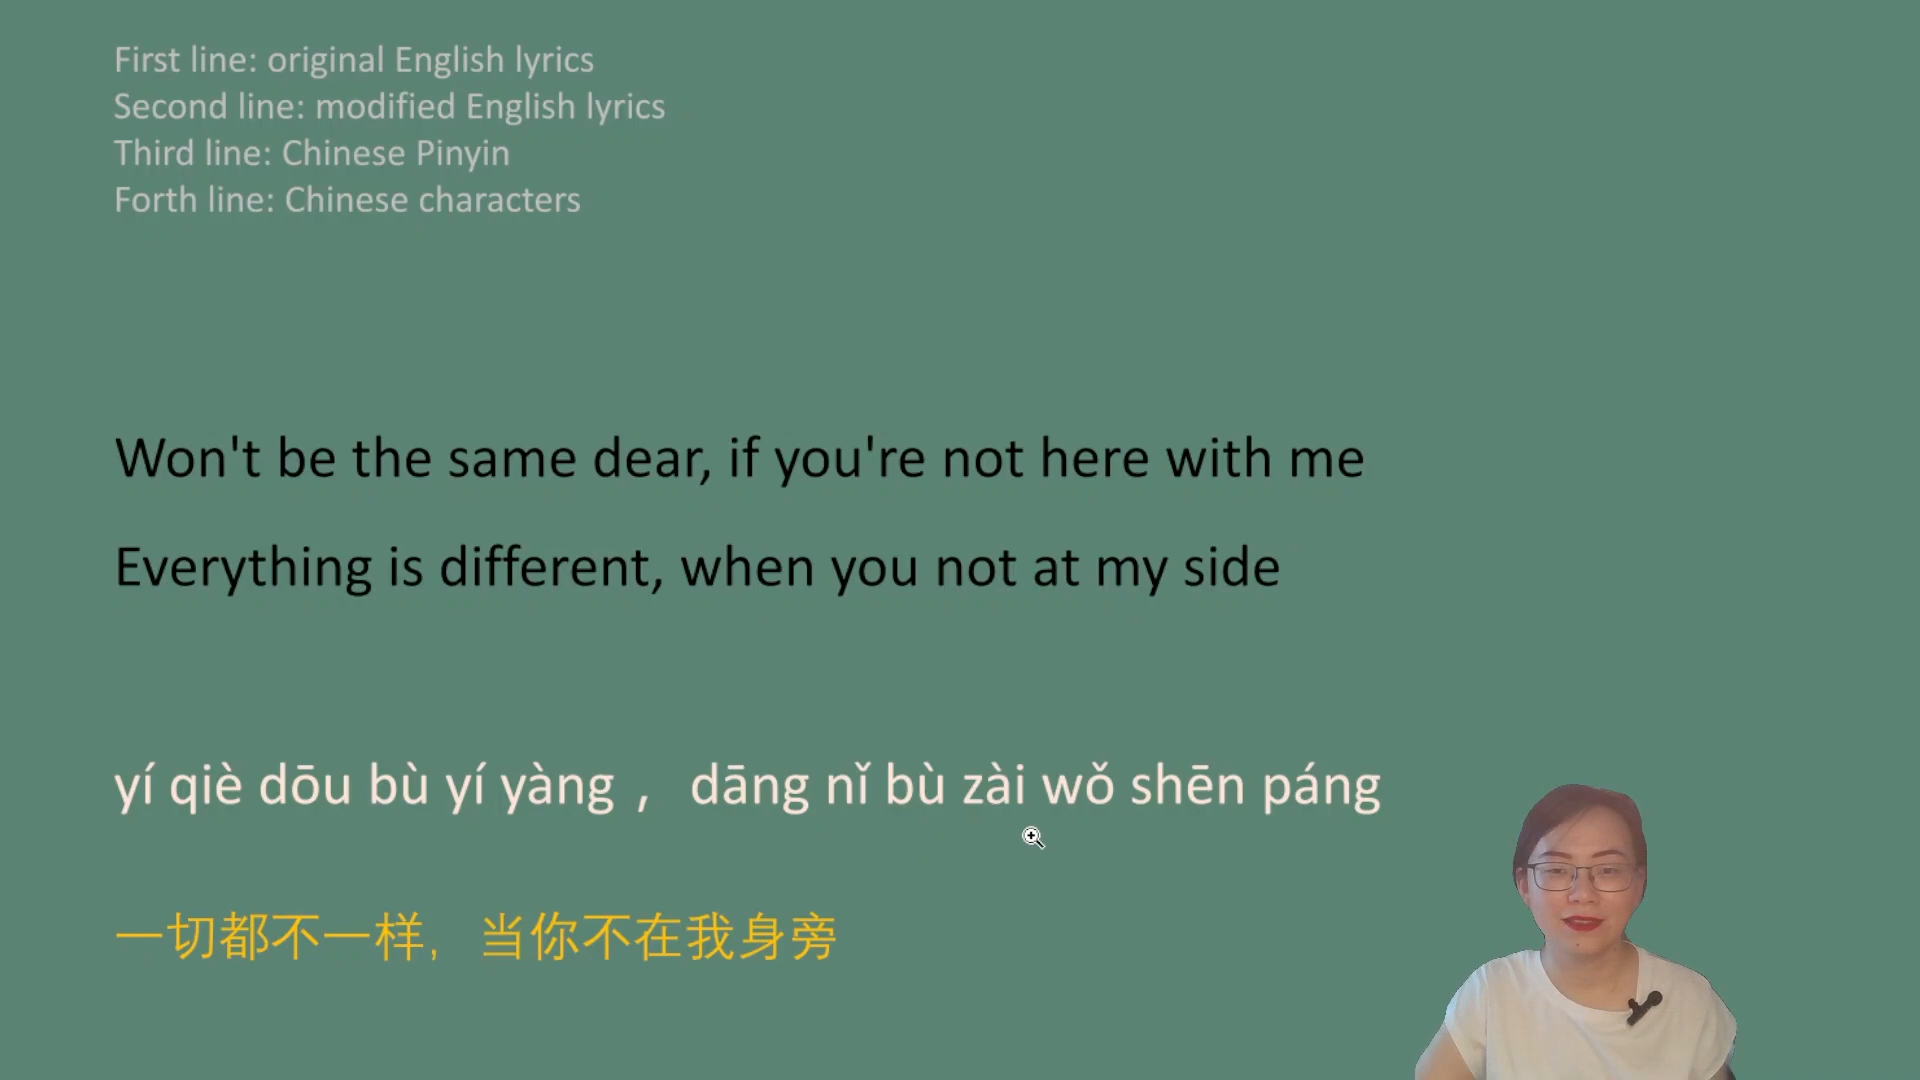 First line: original English lyrics
Second line: modified English lyrics
Third line: Chinese Pinyin
Forth line: Chinese characters
Won't be the same dear, if you're not here with me
Everything is different, when you not at my side
yí qiè dōu bù yí yàng， dāng nǐ bù zài wǒ shēn páng
一切都不一样，当你不在我身旁